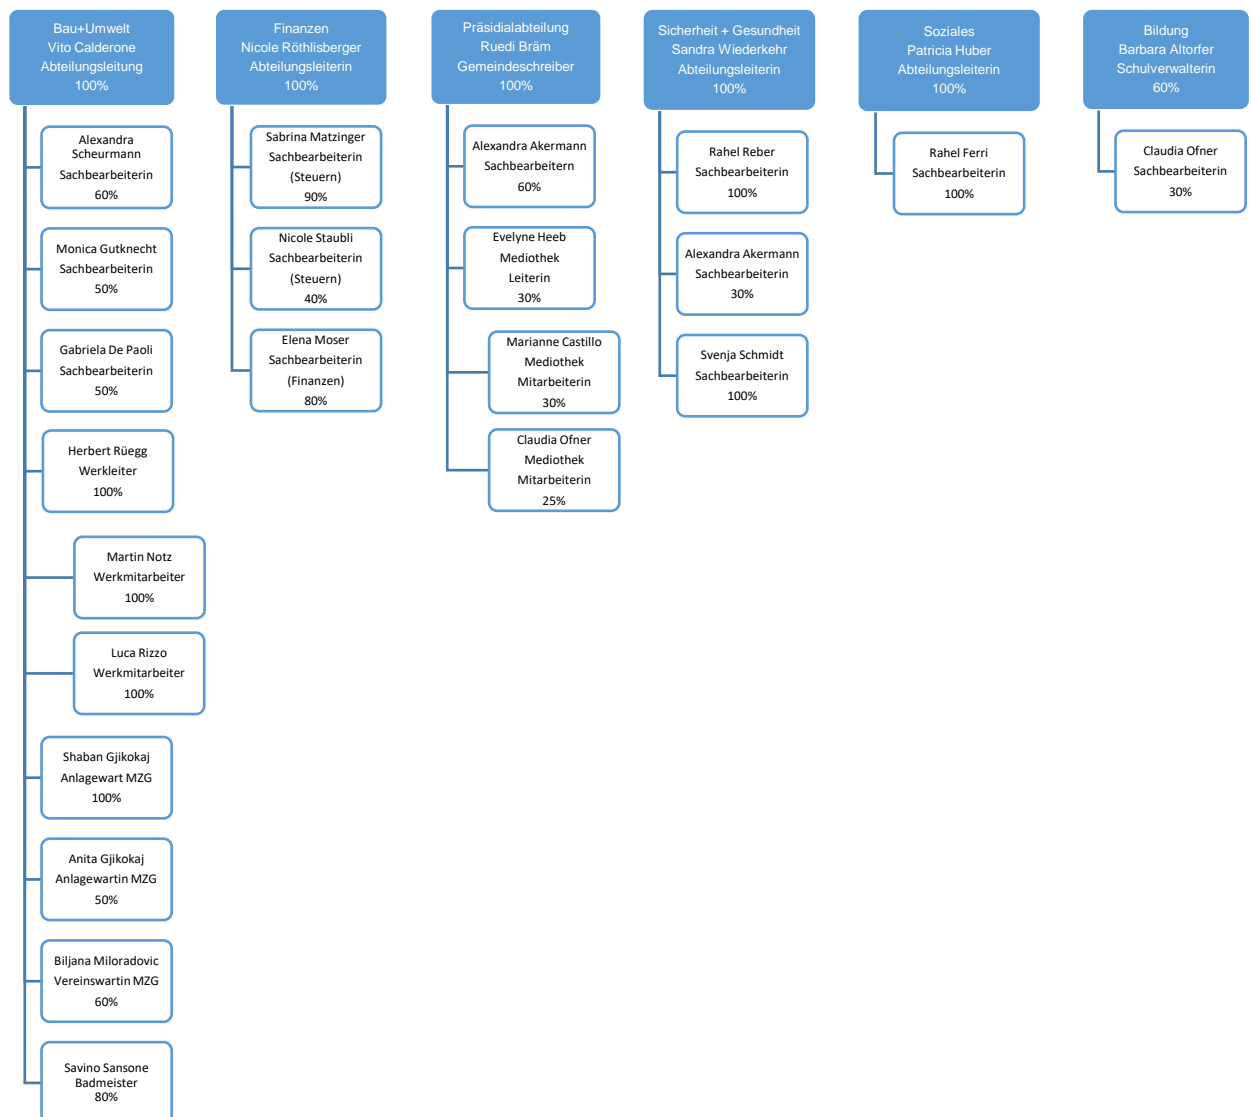 Bau+Umwelt
Vito Calderone
Abteilungsleitung
100%
Alexandra
Scheurmann
Sachbearbeiterin
60%
Monica Gutknecht
Sachbearbeiterin
50%
Gabriela De Paoli
Sachbearbeiterin
50%
Herbert Rüegg
Werkleiter
100%
Martin Notz
Werkmitarbeiter
100%
Luca Rizzo
Werkmitarbeiter
100%
Shaban Gjikokaj
Anlagewart MZG
100%
Anita Gjikokaj
Anlagewartin MZG
50%
Biljana Miloradovic
Vereinswartin MZG
60%
Savino Sansone
Badmeister
80%
Finanzen
Nicole Röthlisberger
Abteilungsleiterin
100%
Sabrina Matzinger
Sachbearbeiterin
(Steuern)
90%
Nicole Staubli
Sachbearbeiterin
(Steuern)
40%
Elena Moser
Sachbearbeiterin
(Finanzen)
80%
Präsidialabteilung
Ruedi Bräm
Gemeindeschreiber
100%
Alexandra Akermann
Sachbearbeitern
60%
Evelyne Heeb
Mediothek
Leiterin
30%
Marianne Castillo
Mediothek
Mitarbeiterin
30%
Claudia Ofner
Mediothek
Mitarbeiterin
25%
Sicherheit + Gesundheit
Sandra Wiederkehr
Abteilungsleiterin
100%
Rahel Reber
Sachbearbeiterin
100%
Alexandra Akermann
Sachbearbeiterin
30%
Svenja Schmidt
Sachbearbeiterin
100%
Soziales
Patricia Huber
Abteilungsleiterin
100%
Rahel Ferri
Sachbearbeiterin
100%
Bildung
Barbara Altorfer
Schulverwalterin
60%
Claudia Ofner
Sachbearbeiterin
30%